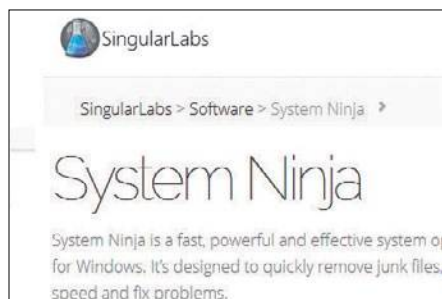 SingularLabs
SingularLabs > Software > System Ninja >
System Ninja
System Ninja is a fast, powerful and effective system
for Windows. It's designed to quickly remove junk files,
speed and fix problems.